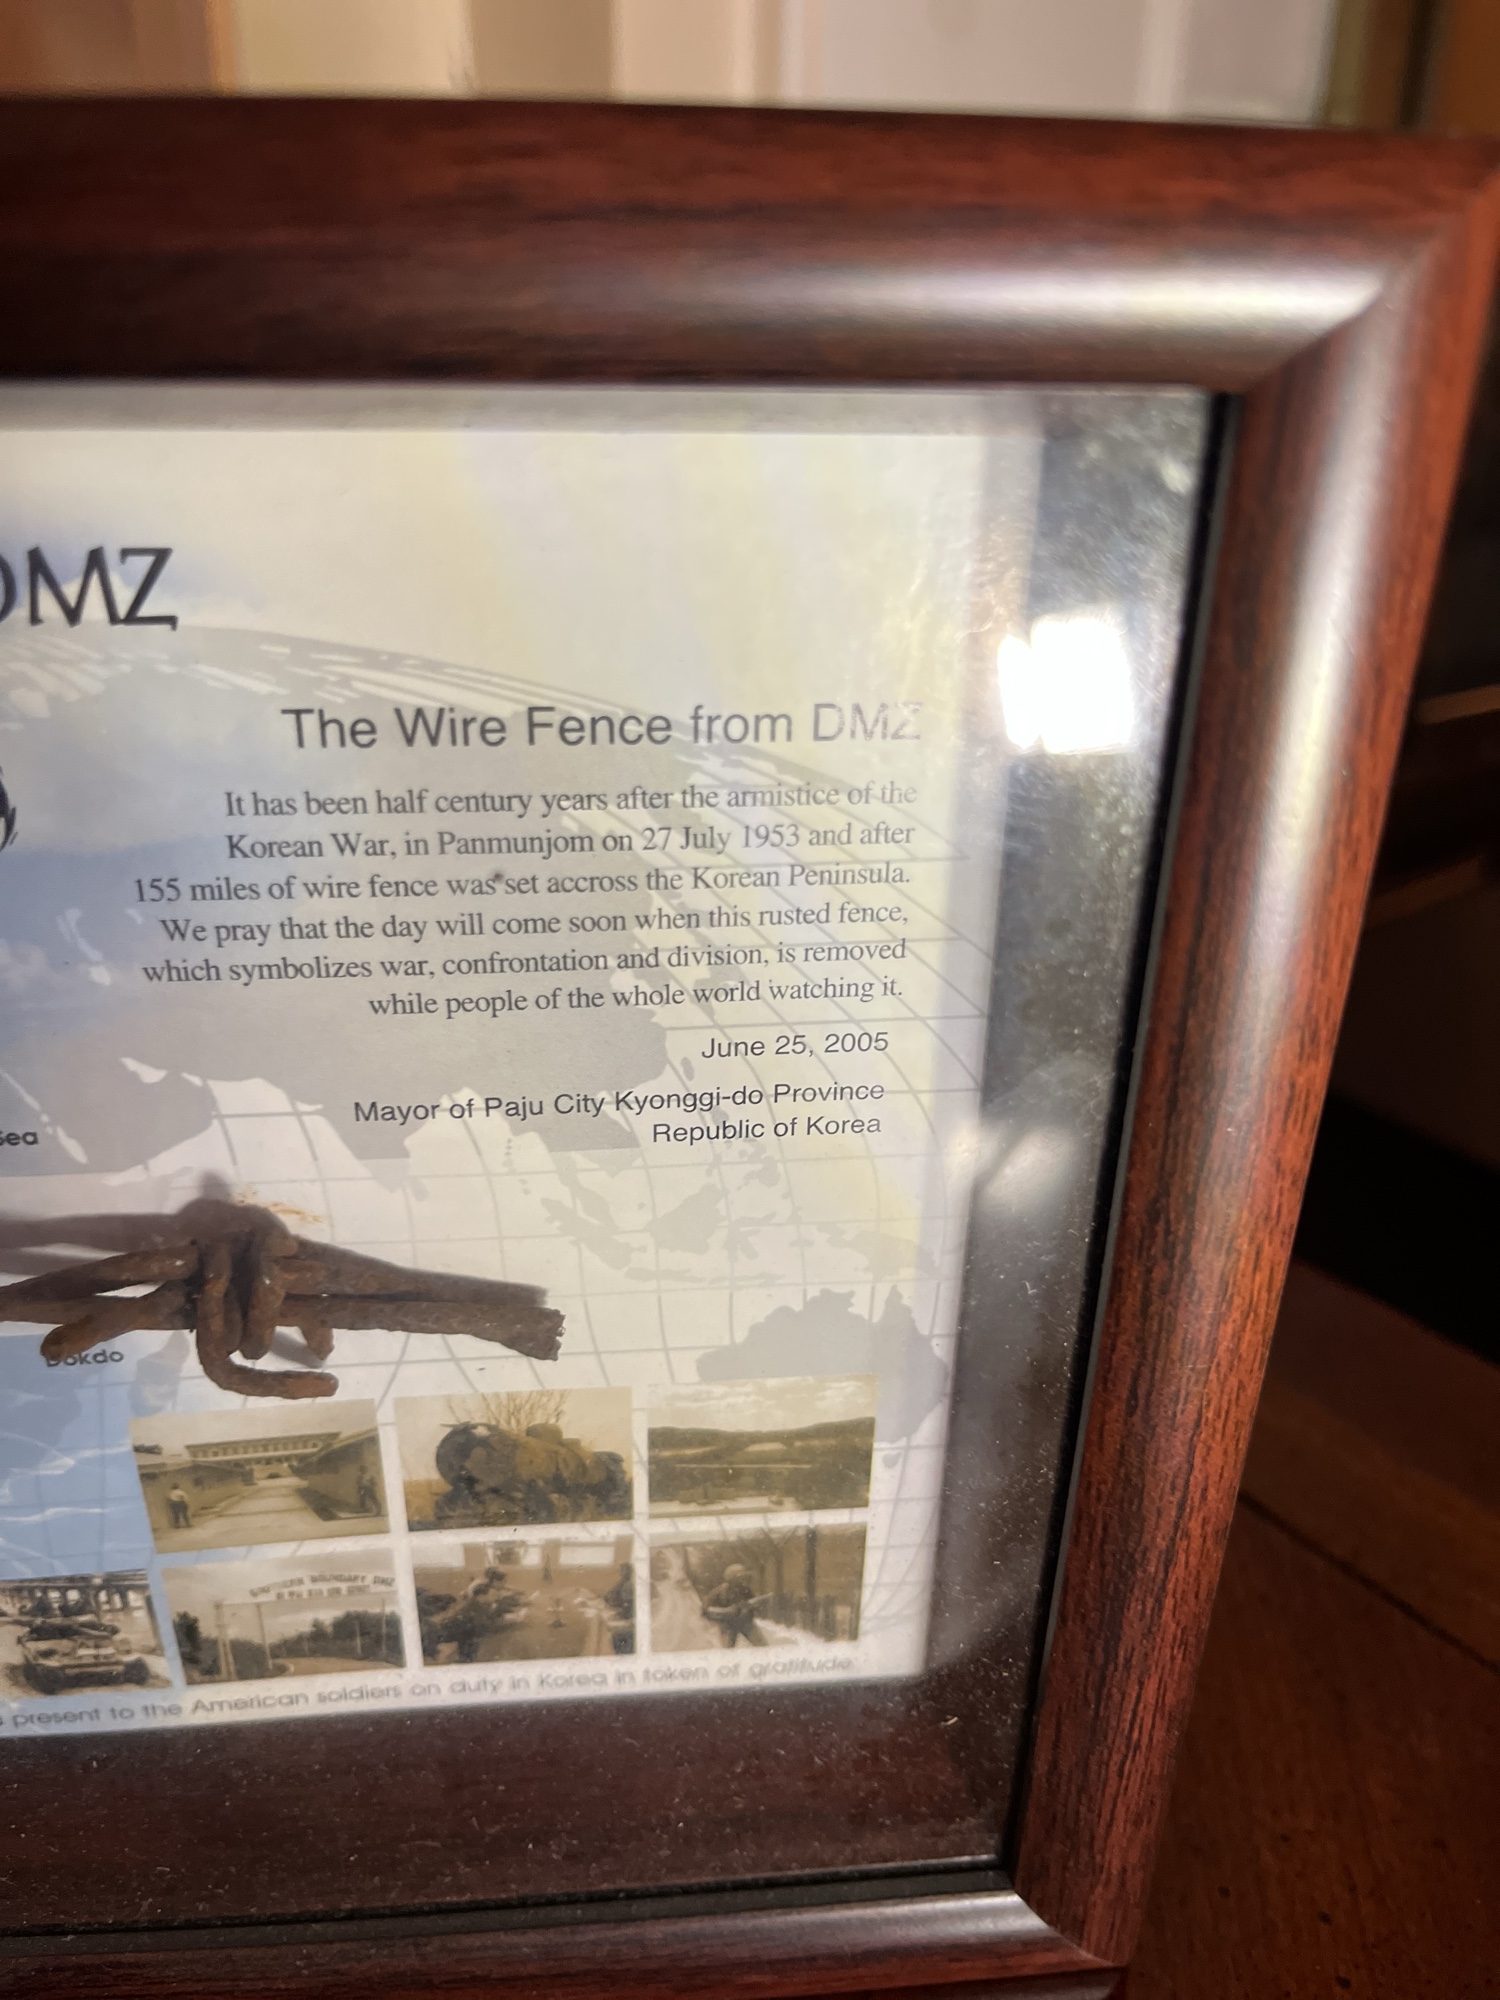 DMZ
The Wire Fence from DMZ
It has been half century years after the armistice of the
Korean War, in Panmunjom on 27 July 1953 and after
155 miles of wire fence was set accross the Korean Peninsula.
We pray that the day will come soon when this rusted fence,
which symbolizes war, confrontation and division, is removed
while people of the whole world watching it.
June 25, 2005
Mayor of Paju City Kyonggi-do Province
Republic of Korea
Sea
Dokdo
BOUNDARY DMZ
present to the American soldiers on duty in Korea in token of gratitude